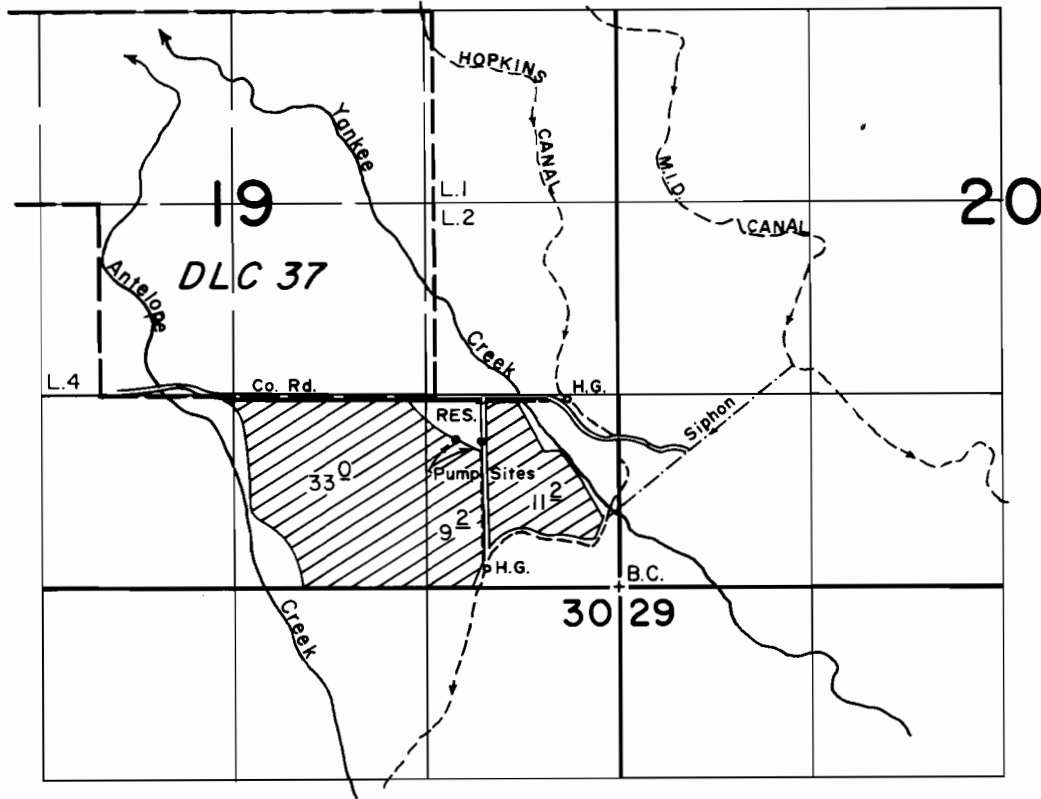 HOPKINS
CANAL
Yankee
Creek
M.I.D.
CANAL
L.1
L.2
19
20
DLC 37
Antelope
Creek
L.4
Co. Rd.
H.G.
RES.
Siphon
Pump Sites
33 0
9 2
11 2
H.G.
B.C.
30 29